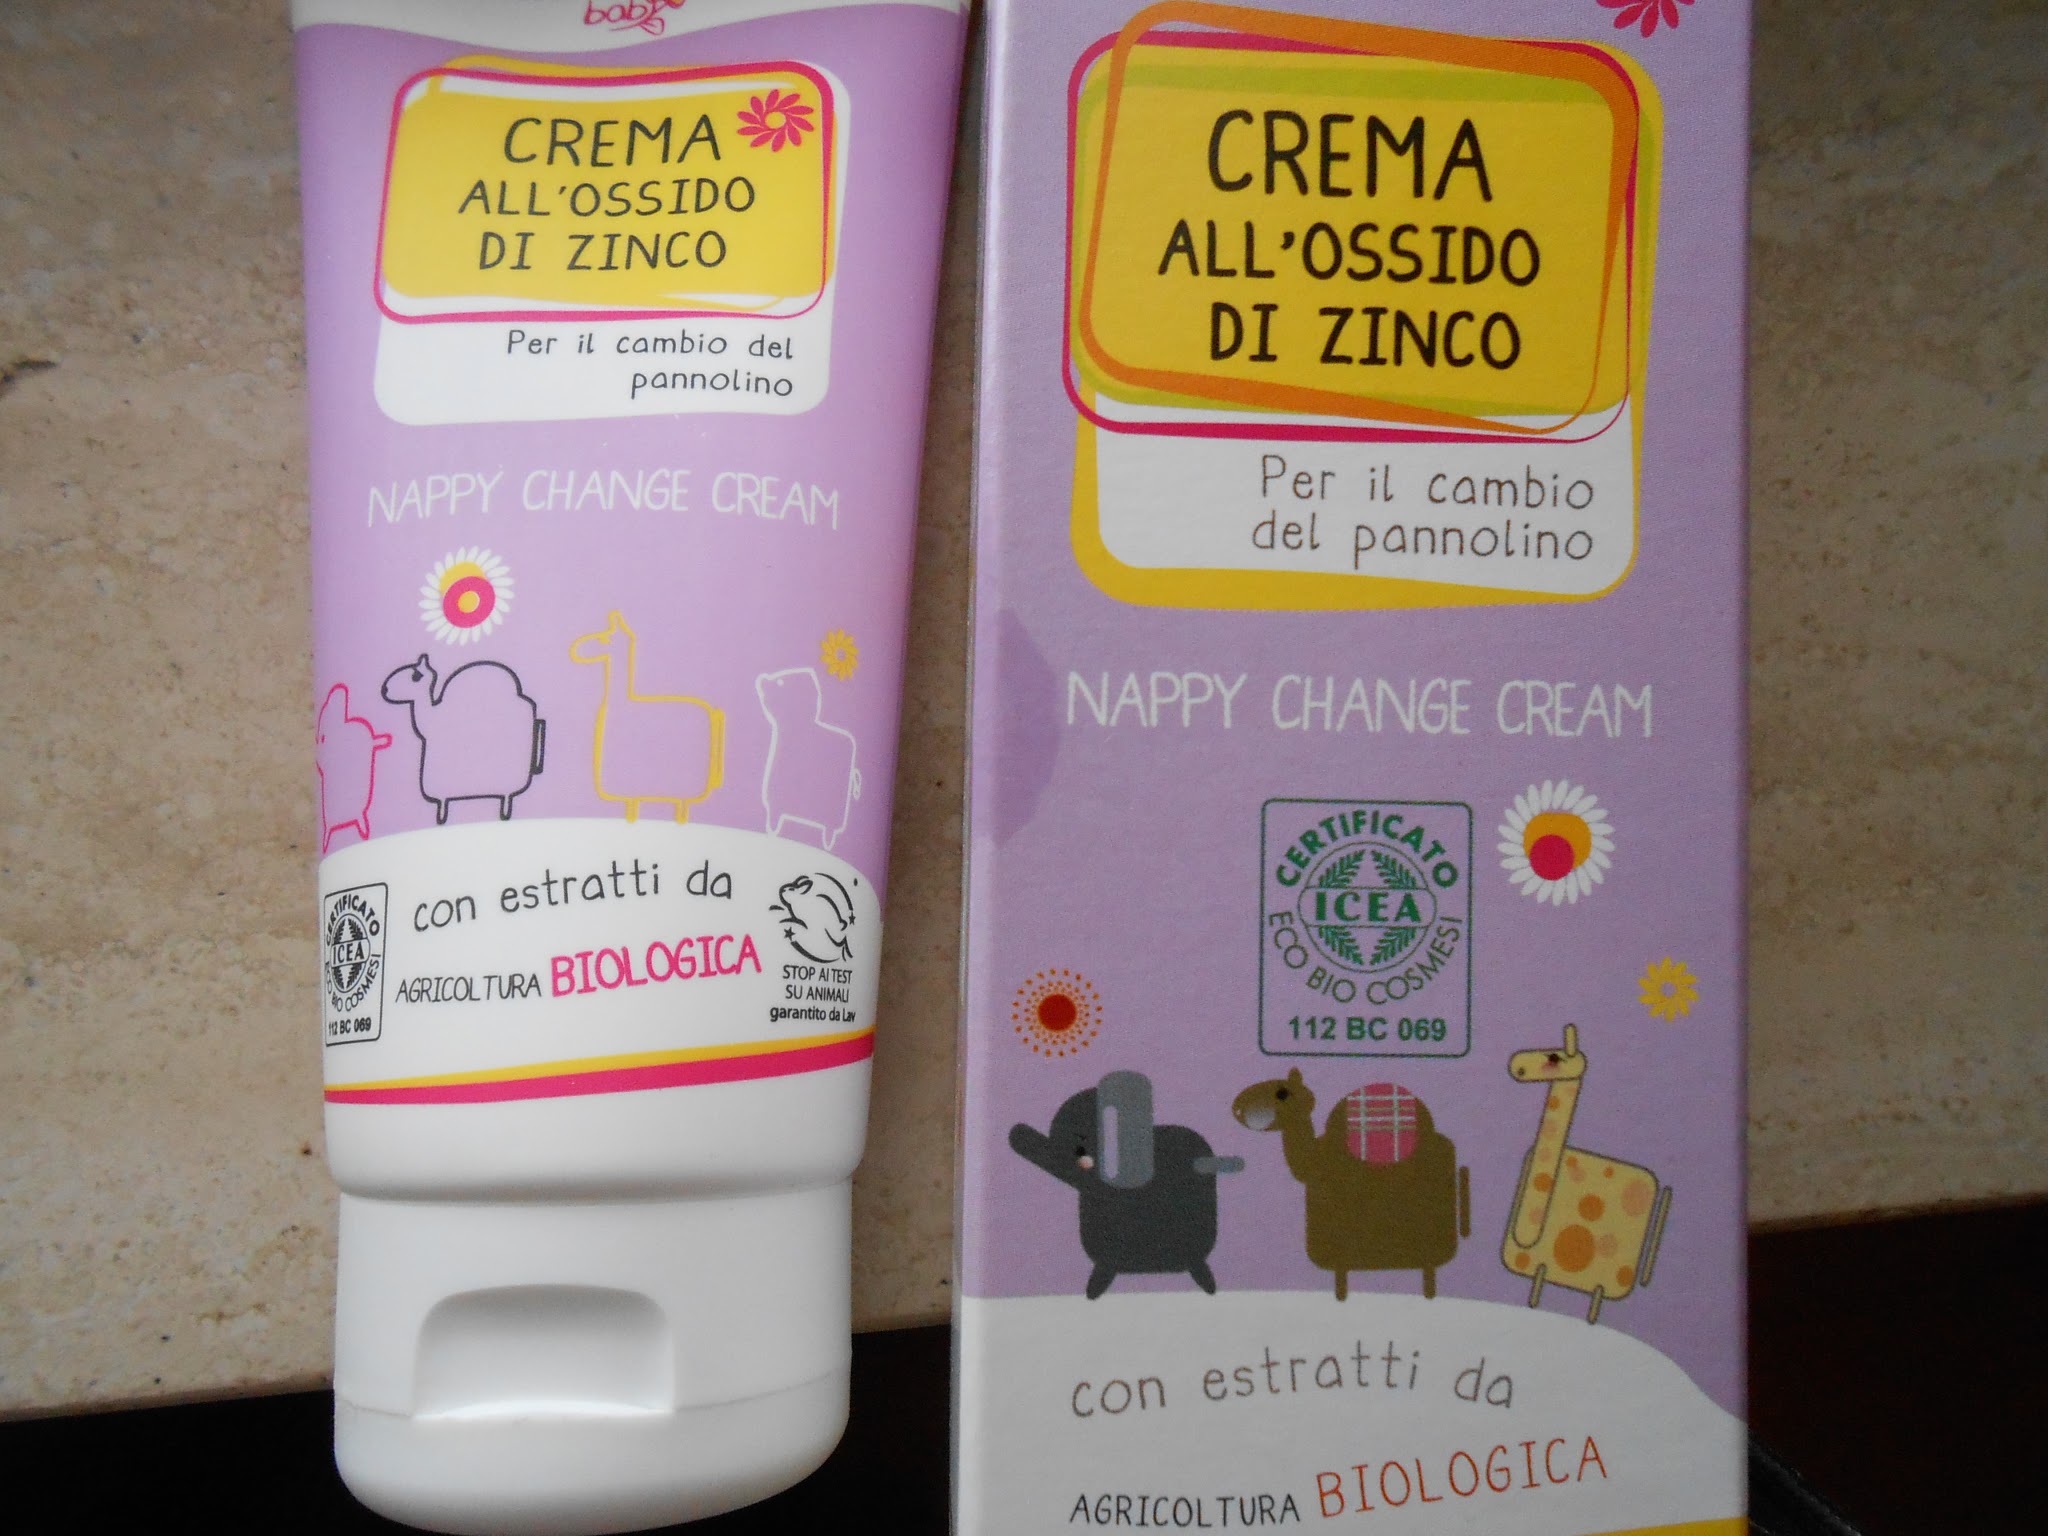 baby
CREMA
ALL'OSSIDO
DI ZINCO
Per il cambio del
pannolino
NAPPY CHANGE CREAM
CERTIFICATO
ICEA
ECO BIO COSMESI
112 BC 069
con estratti da
AGRICOLTURA BIOLOGICA
STOP AI TEST
SU ANIMALI
garantito da Lav
CREMA
ALL'OSSIDO
DI ZINCO
Per il cambio
del pannolino
NAPPY CHANGE CREAM
CERTIFICATO
ICEA
ECO BIO COSMESI
112 BC 069
con estratti da
AGRICOLTURA BIOLOGICA